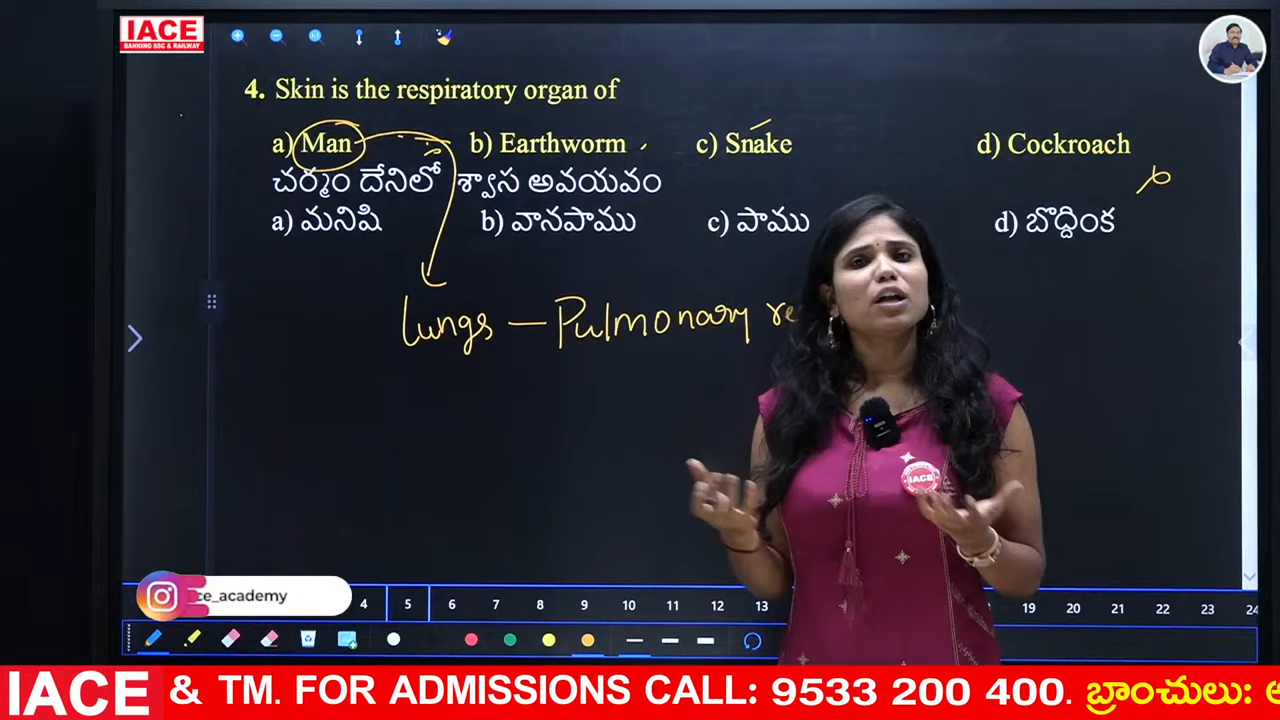 IACE
BANKING SSC & RAILWAY
4. Skin is the respiratory organ of
a) Man b) Earthworm c) Snake d) Cockroach
చర్మం దేనిలో శ్వాస అవయవం
a) మనిషి b) వానపాము c) పాము d) బొద్దింక
Lungs — Pulmonary re
IACE
ce_academy
4 5 6 7 8 9 10 11 12 13 19 20 21 22 23 24
IACE & TM. FOR ADMISSIONS CALL: 9533 200 400. బ్రాంచులు: